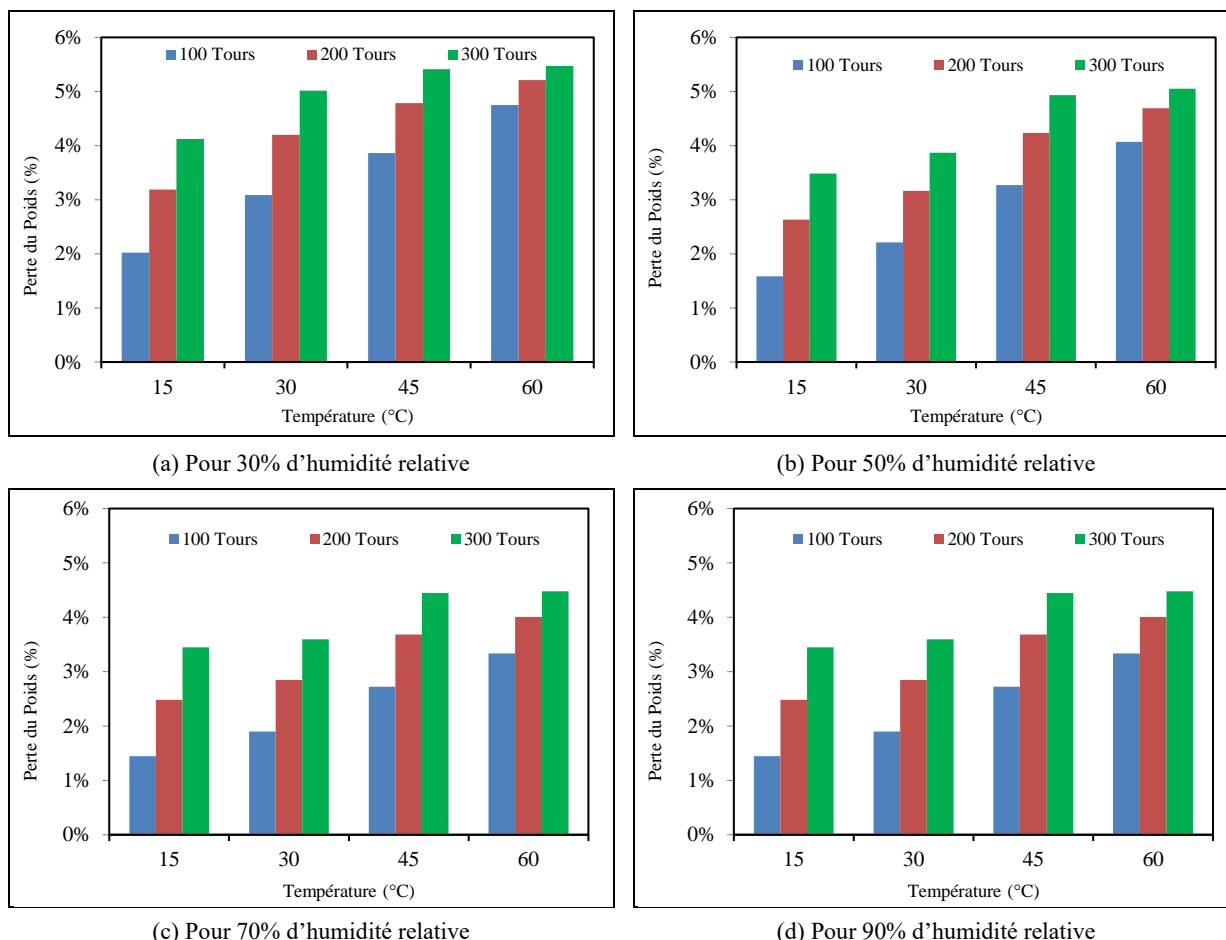 6%
5%
4%
3%
2%
1%
0%
100 Tours 200 Tours 300 Tours
Perte du Poids (%)
15 30 45 60
Température (°C)
(a) Pour 30% d’humidité relative
6%
5%
4%
3%
2%
1%
0%
100 Tours 200 Tours 300 Tours
Perte du Poids (%)
15 30 45 60
Température (°C)
(b) Pour 50% d’humidité relative
6%
5%
4%
3%
2%
1%
0%
100 Tours 200 Tours 300 Tours
Perte du Poids (%)
15 30 45 60
Température (°C)
(c) Pour 70% d’humidité relative
6%
5%
4%
3%
2%
1%
0%
100 Tours 200 Tours 300 Tours
Perte du Poids (%)
15 30 45 60
Température (°C)
(d) Pour 90% d’humidité relative